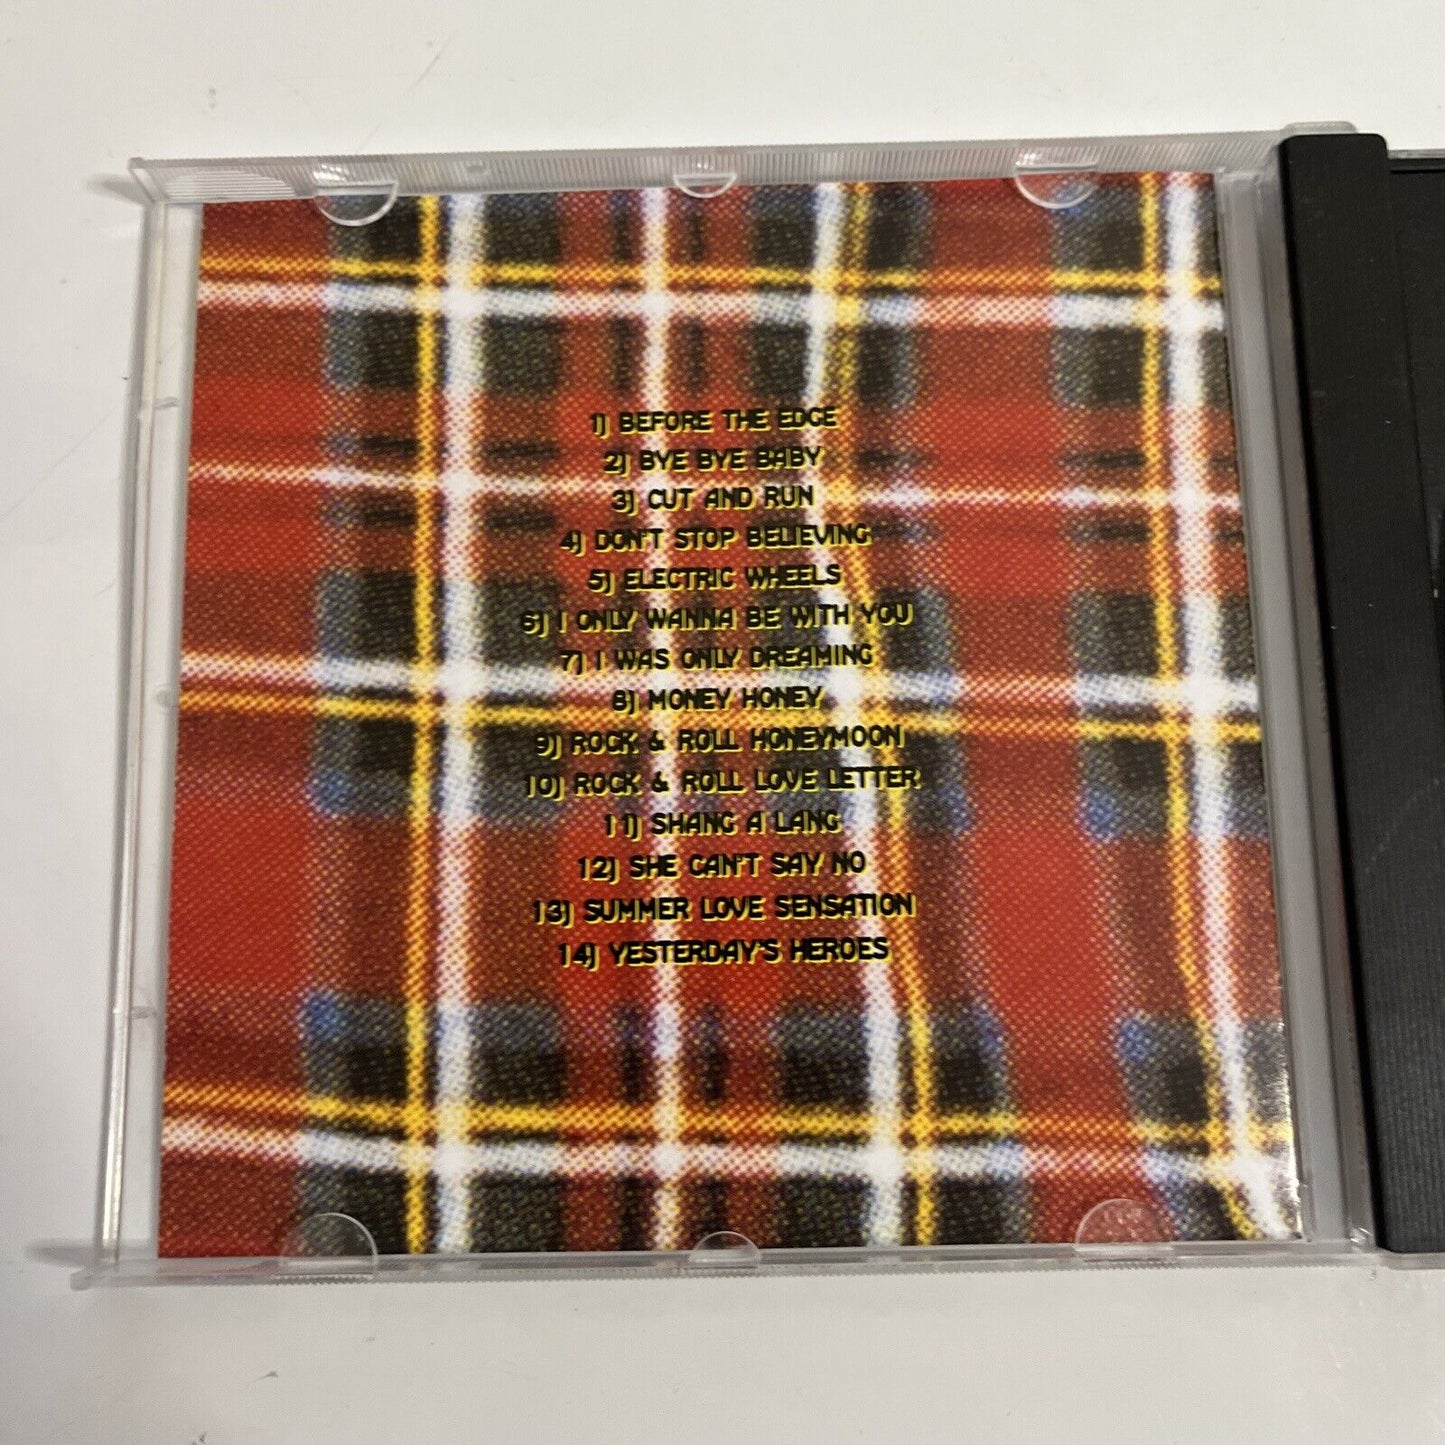 1) BEFORE THE EDGE
2) BYE BYE BABY
3) CUT AND RUN
4) DON'T STOP BELIEVING
5) ELECTRIC WHEELS
6) I ONLY WANNA BE WITH YOU
7) I WAS ONLY DREAMING
8) MONEY HONEY
9) ROCK & ROLL HONEYMOON
10) ROCK & ROLL LOVE LETTER
11) SHANG A LANG
12) SHE CAN'T SAY NO
13) SUMMER LOVE SENSATION
14) YESTERDAY'S HEROES